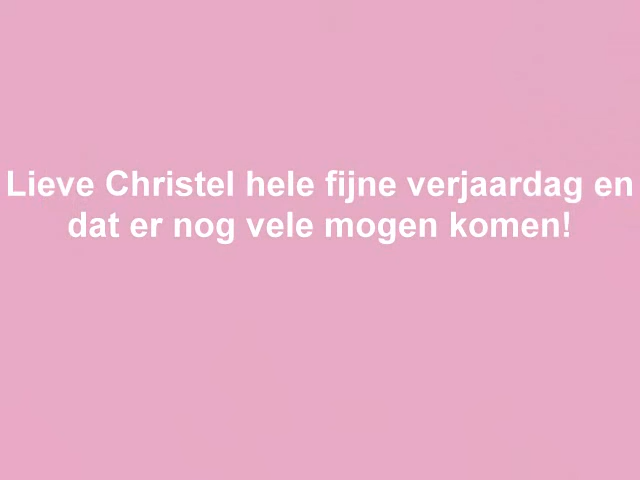 Lieve Christel hele fijne verjaardag en
dat er nog vele mogen komen!